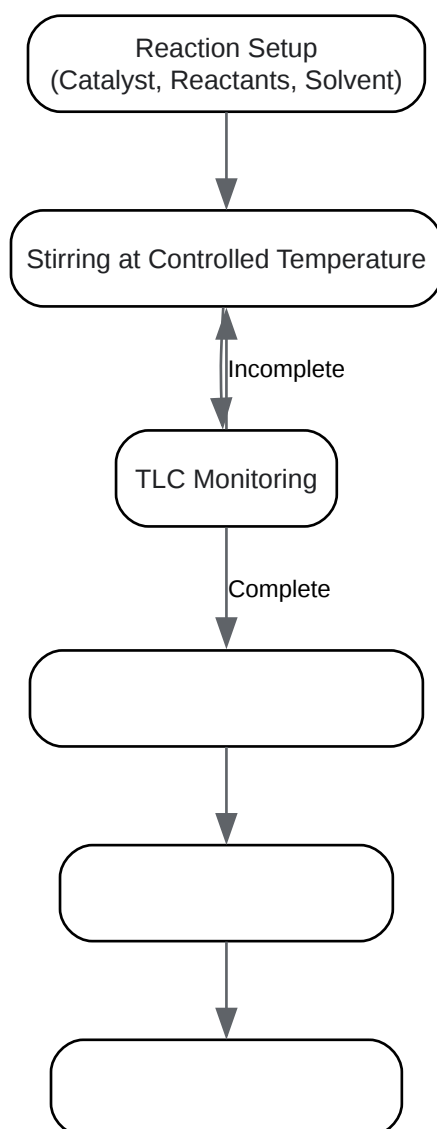 Reaction Setup
(Catalyst, Reactants, Solvent)
Stirring at Controlled Temperature
Incomplete
TLC Monitoring
Complete